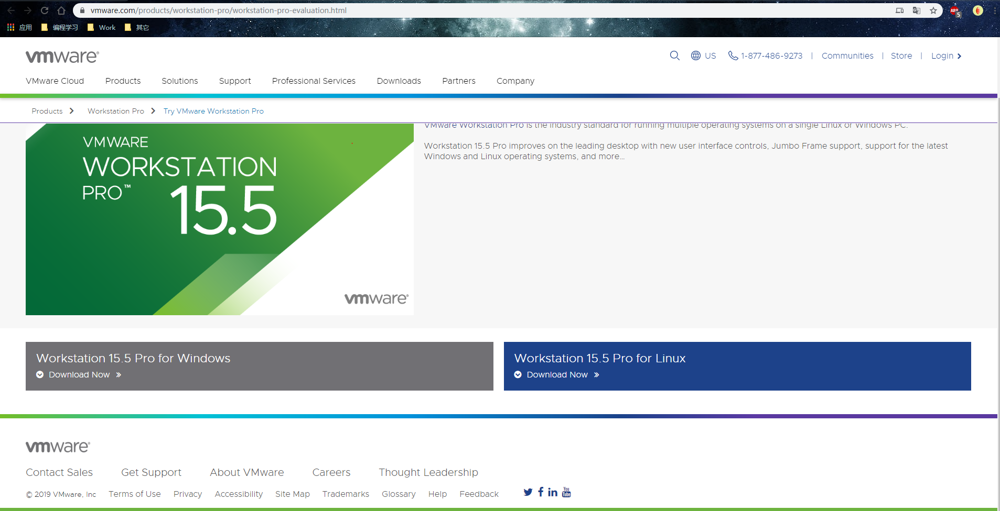 vmware.com/products/workstation-pro/workstation-pro-evaluation.html
ABP
5
应用 编程学习 Work 其它
vmware®
US 1-877-486-9273 | Communities | Store | Login
VMware Cloud Products Solutions Support Professional Services Downloads Partners Company
Products Workstation Pro Try VMware Workstation Pro
VMWARE
WORKSTATION
PRO™
15.5
vmware®
VMware Workstation Pro is the industry standard for running multiple operating systems on a single Linux or Windows PC.
Workstation 15.5 Pro improves on the leading desktop with new user interface controls, Jumbo Frame support, support for the latest
Windows and Linux operating systems, and more...
Workstation 15.5 Pro for Windows
Download Now »
Workstation 15.5 Pro for Linux
Download Now »
vmware®
Contact Sales Get Support About VMware Careers Thought Leadership
© 2019 VMware, Inc Terms of Use Privacy Accessibility Site Map Trademarks Glossary Help Feedback
You Tube